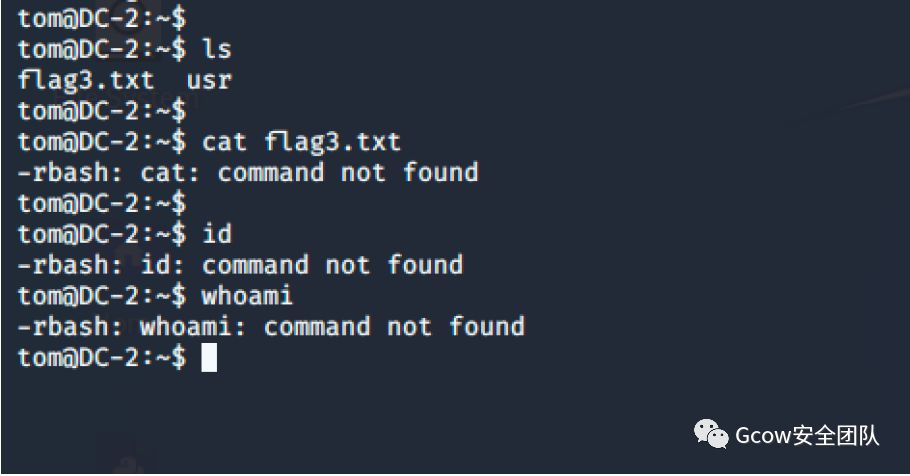 tom@DC-2:~$
tom@DC-2:~$ ls
flag3.txt  usr
tom@DC-2:~$
tom@DC-2:~$ cat flag3.txt
-rbash: cat: command not found
tom@DC-2:~$
tom@DC-2:~$ id
-rbash: id: command not found
tom@DC-2:~$ whoami
-rbash: whoami: command not found
tom@DC-2:~$
Gcow安全团队